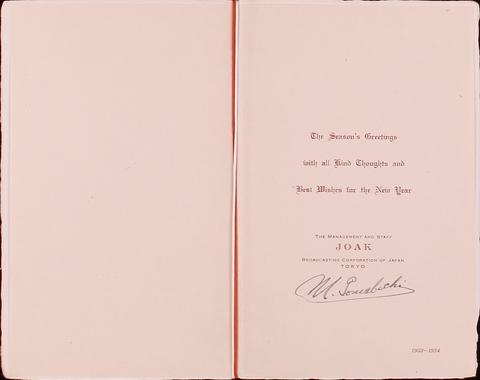 The Season's Greetings
with all Kind Thoughts and
Best Wishes for the New Year
THE MANAGEMENT AND STAFF
JOAK
BROADCASTING CORPORATION OF JAPAN
TOKYO
M.
1933—1934